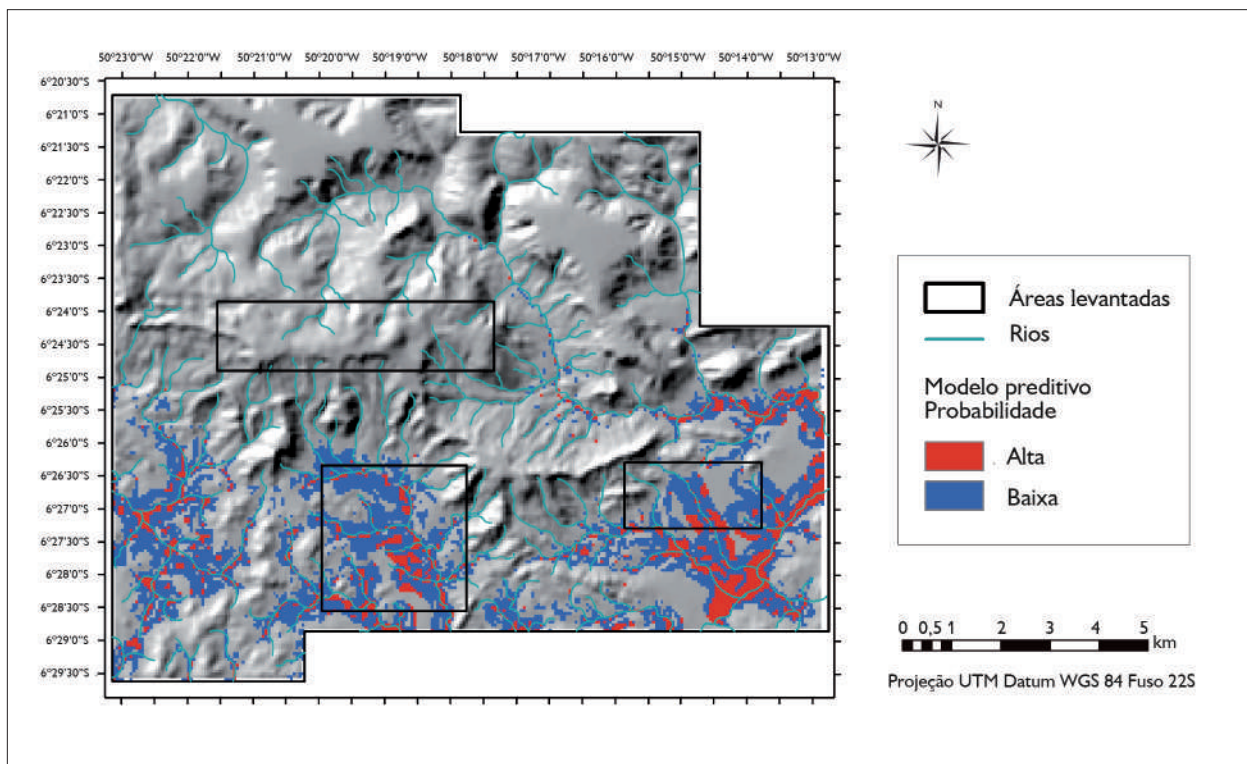 50°23'0"W 50°22'0"W 50°21'0"W 50°20'0"W 50°19'0"W 50°18'0"W 50°17'0"W 50°16'0"W 50°15'0"W 50°14'0"W 50°13'0"W
6°20'30"S
6°21'0"S
6°21'30"S
6°22'0"S
6°22'30"S
6°23'0"S
6°23'30"S
6°24'0"S
6°24'30"S
6°25'0"S
6°25'30"S
6°26'0"S
6°26'30"S
6°27'0"S
6°27'30"S
6°28'0"S
6°28'30"S
6°29'0"S
6°29'30"S
N
Áreas levantadas
Rios
Modelo preditivo
Probabilidade
Alta
Baixa
0 0,5 1 2 3 4 5
km
Projeção UTM Datum WGS 84 Fuso 22S